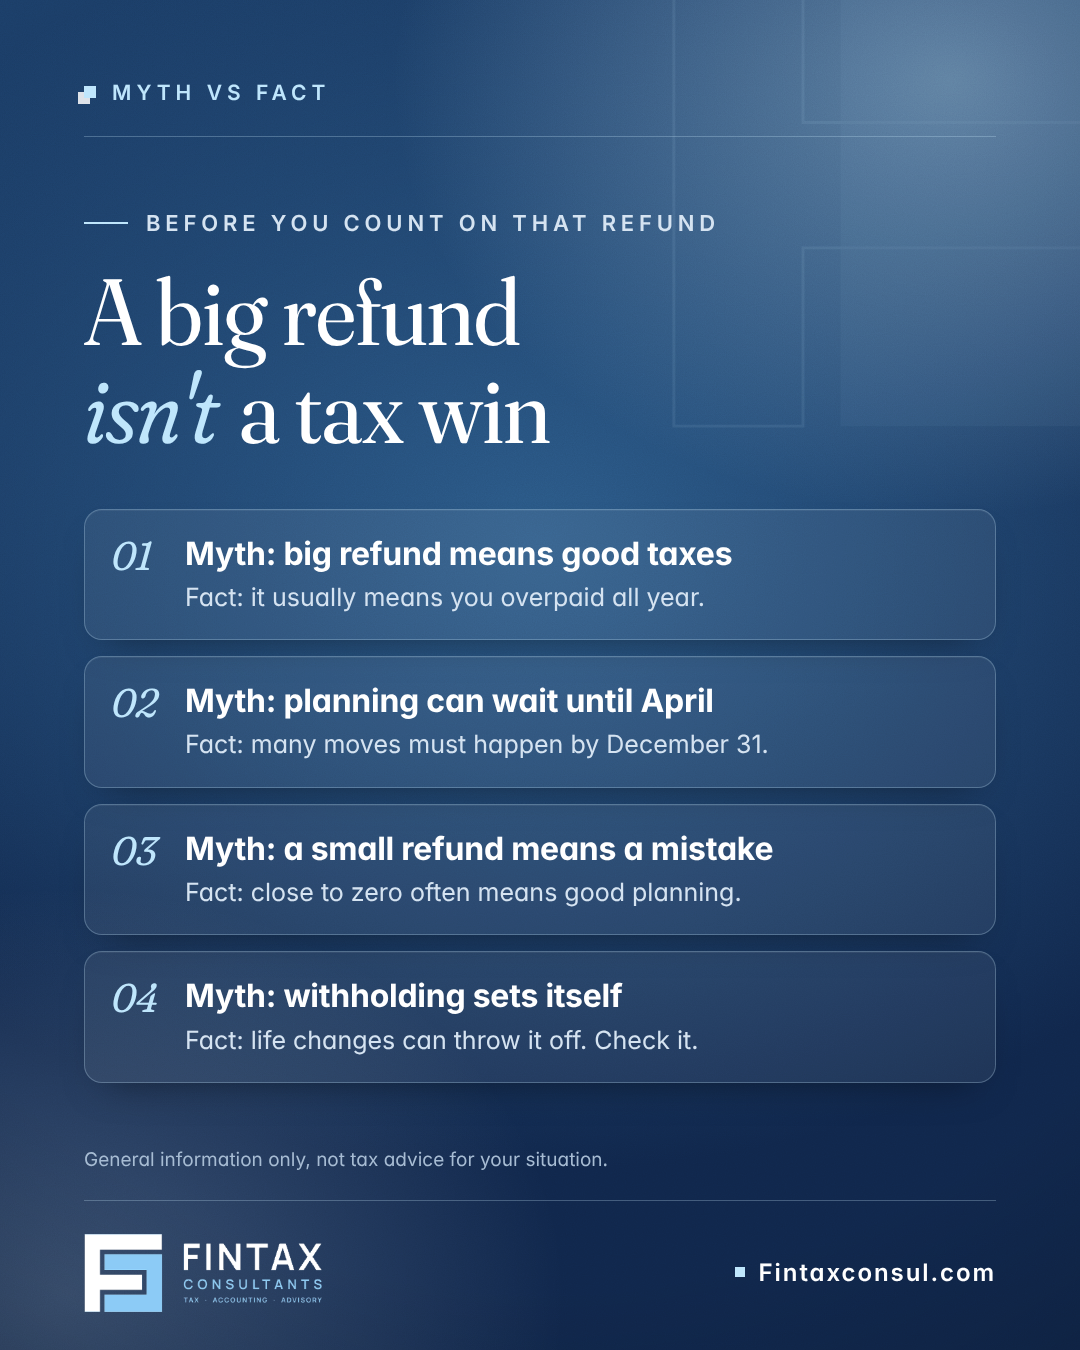 MYTH VS FACT
BEFORE YOU COUNT ON THAT REFUND
A big refund
isn't a tax win
01 Myth: big refund means good taxes
Fact: it usually means you overpaid all year.
02 Myth: planning can wait until April
Fact: many moves must happen by December 31.
03 Myth: a small refund means a mistake
Fact: close to zero often means good planning.
04 Myth: withholding sets itself
Fact: life changes can throw it off. Check it.
General information only, not tax advice for your situation.
FINTAX
CONSULTANTS
TAX · ACCOUNTING · ADVISORY
Fintaxconsul.com